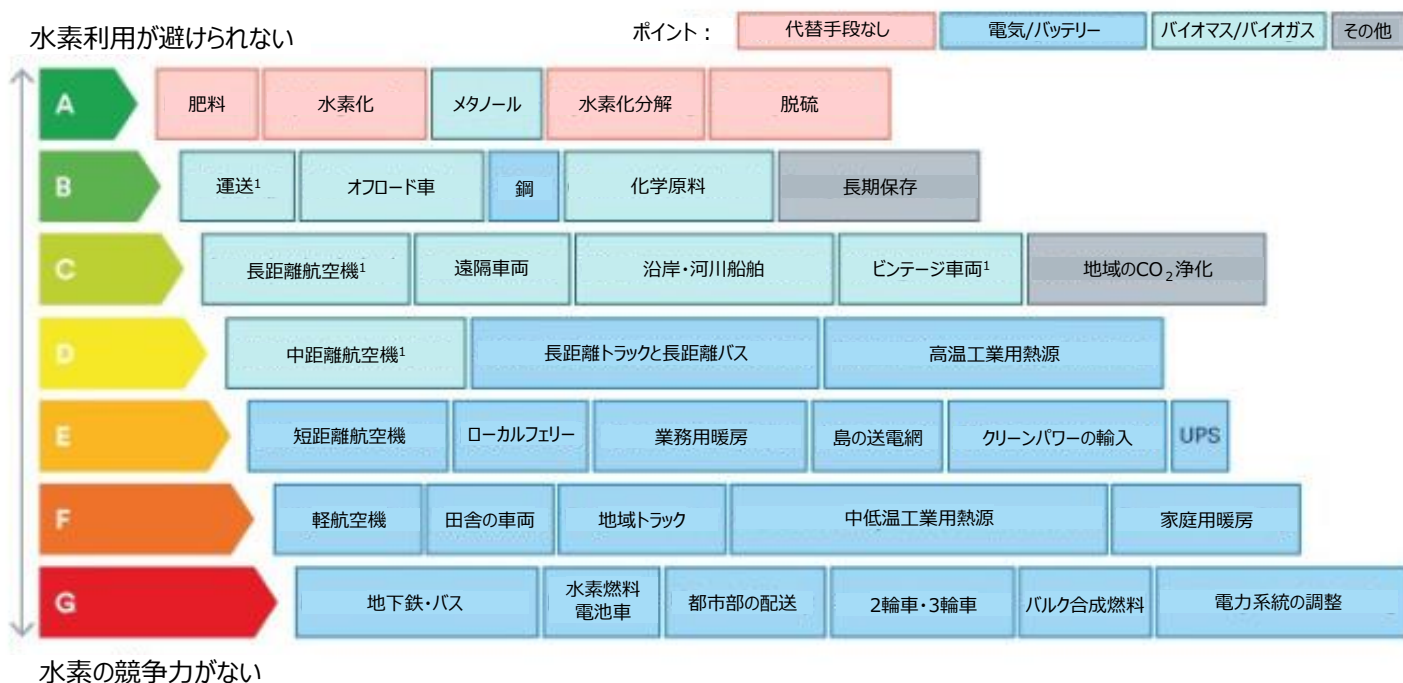 水素利用が避けられない
ポイント： 代替手段なし 電気/バッテリー バイオマス/バイオガス その他
A 肥料 水素化 メタノール 水素化分解 脱硫
B 運送¹ オフロード車 鋼 化学原料 長期保存
C 長距離航空機¹ 遠隔車両 沿岸・河川船舶 ビンテージ車両¹ 地域のCO₂浄化
D 中距離航空機¹ 長距離トラックと長距離バス 高温工業用熱源
E 短距離航空機 ローカルフェリー 業務用暖房 島の送電網 クリーンパワーの輸入 UPS
F 軽航空機 田舎の車両 地域トラック 中低温工業用熱源 家庭用暖房
G 地下鉄・バス 水素燃料
電池車 都市部の配送 2輪車・3輪車 バルク合成燃料 電力系統の調整
水素の競争力がない